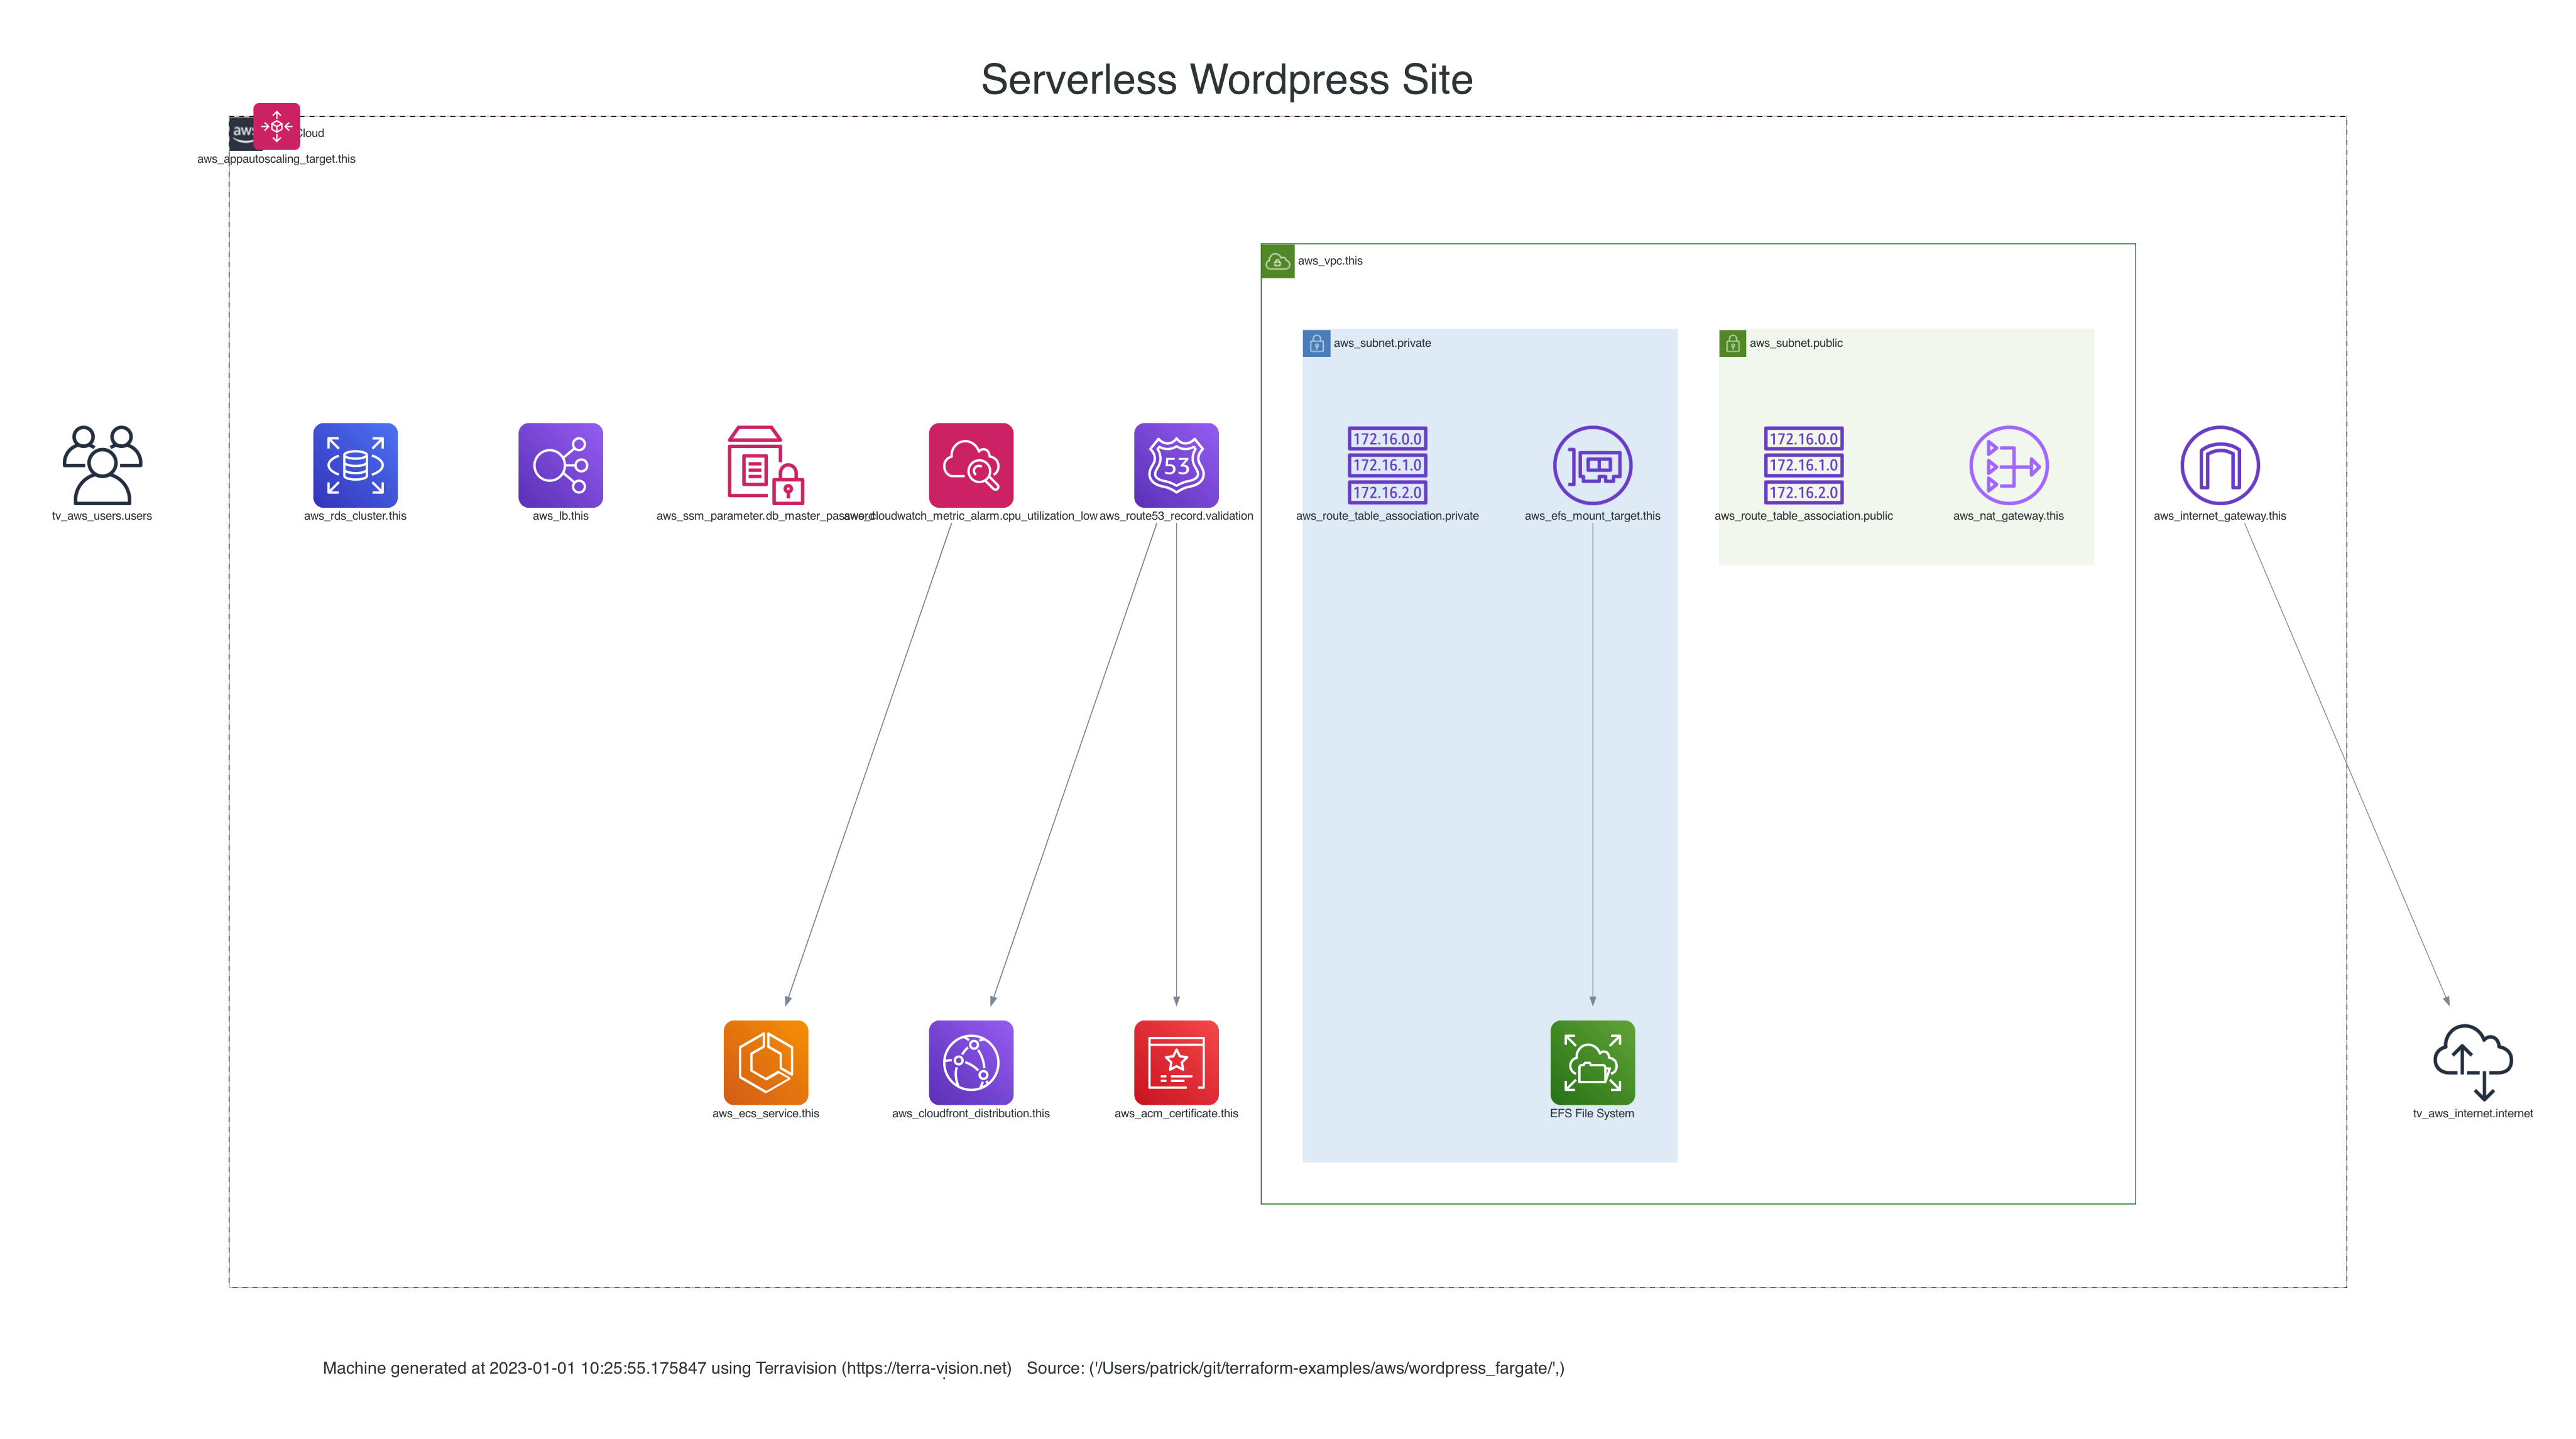 Serverless Wordpress Site
aws
Cloud
aws_appautoscaling_target.this
aws_vpc.this
aws_subnet.private
aws_subnet.public
53
172.16.0.0
172.16.1.0
172.16.2.0
172.16.0.0
172.16.1.0
172.16.2.0
tv_aws_users.users
aws_rds_cluster.this
aws_lb.this
aws_ssm_parameter.db_master_password
aws_cloudwatch_metric_alarm.cpu_utilization_low
aws_route53_record.validation
aws_route_table_association.private
aws_efs_mount_target.this
aws_route_table_association.public
aws_nat_gateway.this
aws_internet_gateway.this
aws_ecs_service.this
aws_cloudfront_distribution.this
aws_acm_certificate.this
EFS File System
tv_aws_internet.internet
Machine generated at 2023-01-01 10:25:55.175847 using Terravision (https://terra-vision.net) Source: ('/Users/patrick/git/terraform-examples/aws/wordpress_fargate/',)